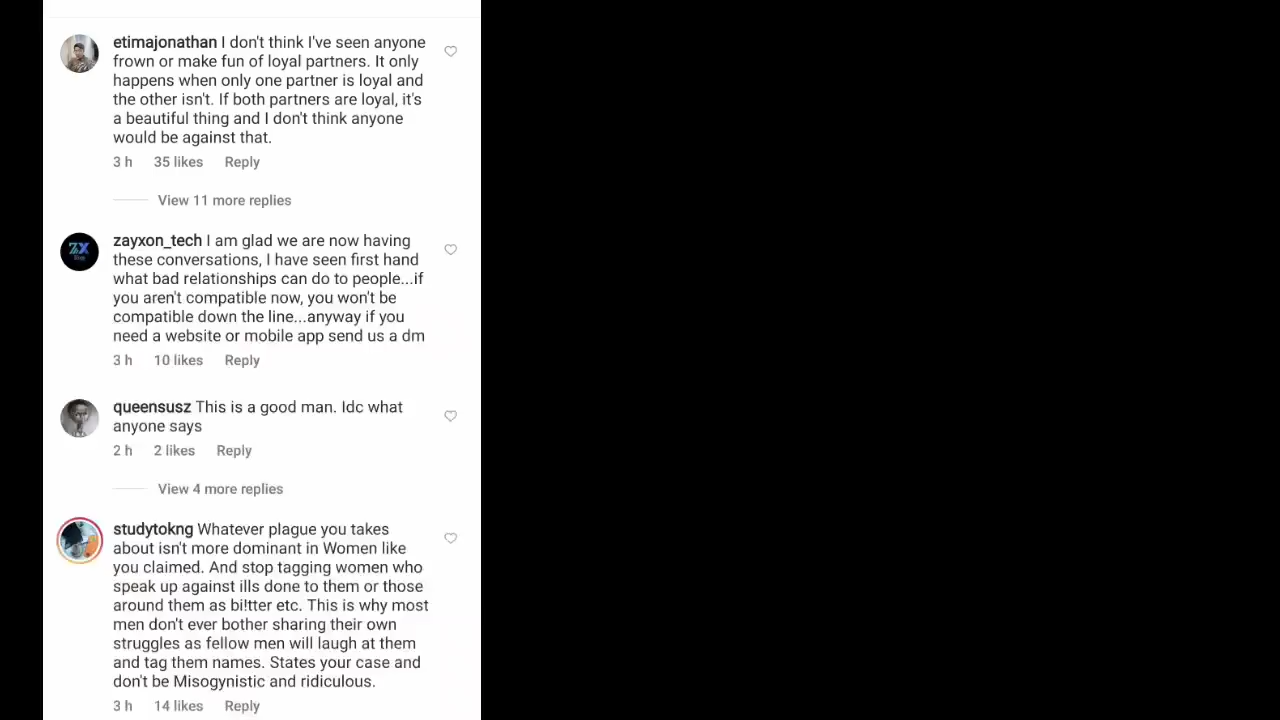 etimajonathan I don't think I've seen anyone
frown or make fun of loyal partners. It only
happens when only one partner is loyal and
the other isn't. If both partners are loyal, it's
a beautiful thing and I don't think anyone
would be against that.
3 h 35 likes Reply
View 11 more replies
zayxon_tech I am glad we are now having
these conversations, I have seen first hand
what bad relationships can do to people...if
you aren't compatible now, you won't be
compatible down the line...anyway if you
need a website or mobile app send us a dm
3 h 10 likes Reply
queensusz This is a good man. Idc what
anyone says
2 h 2 likes Reply
View 4 more replies
studytokng Whatever plague you takes
about isn't more dominant in Women like
you claimed. And stop tagging women who
speak up against ills done to them or those
around them as bi!tter etc. This is why most
men don't ever bother sharing their own
struggles as fellow men will laugh at them
and tag them names. States your case and
don't be Misogynistic and ridiculous.
3 h 14 likes Reply